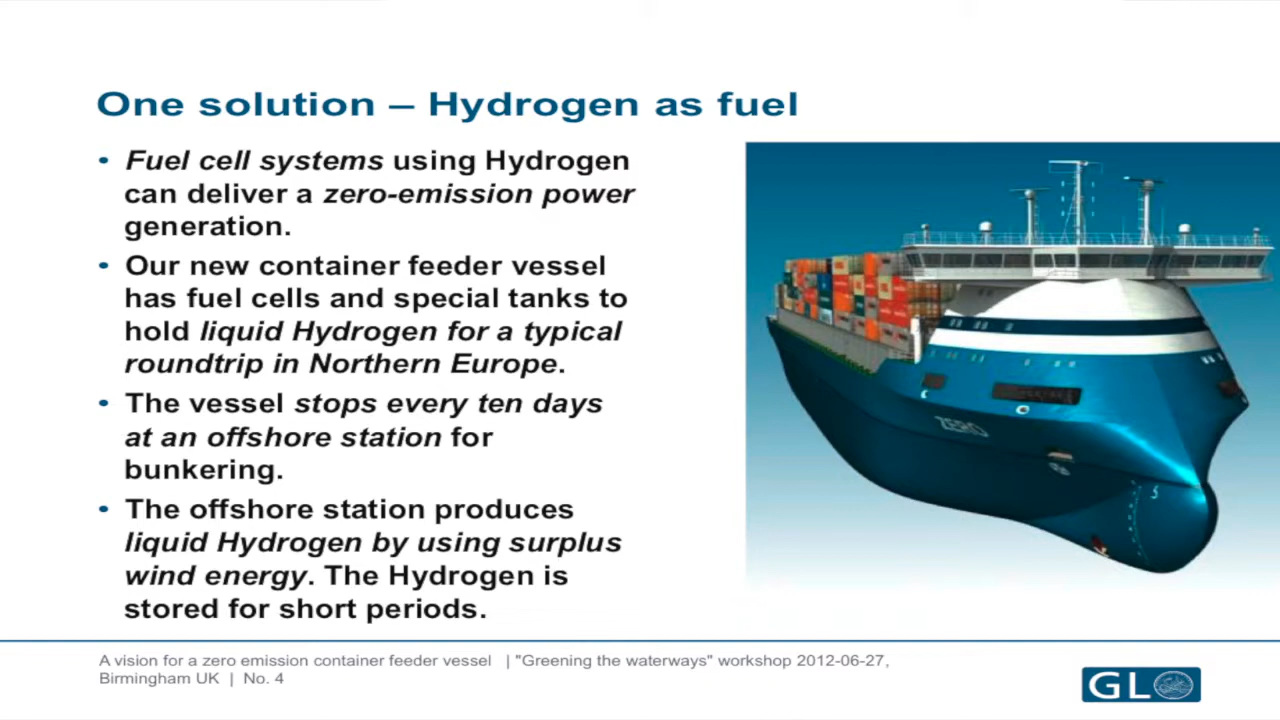 One solution – Hydrogen as fuel
• Fuel cell systems using Hydrogen
can deliver a zero-emission power
generation.
• Our new container feeder vessel
has fuel cells and special tanks to
hold liquid Hydrogen for a typical
roundtrip in Northern Europe.
• The vessel stops every ten days
at an offshore station for
bunkering.
• The offshore station produces
liquid Hydrogen by using surplus
wind energy. The Hydrogen is
stored for short periods.
ZERO
A vision for a zero emission container feeder vessel | "Greening the waterways" workshop 2012-06-27,
Birmingham UK | No. 4
GL